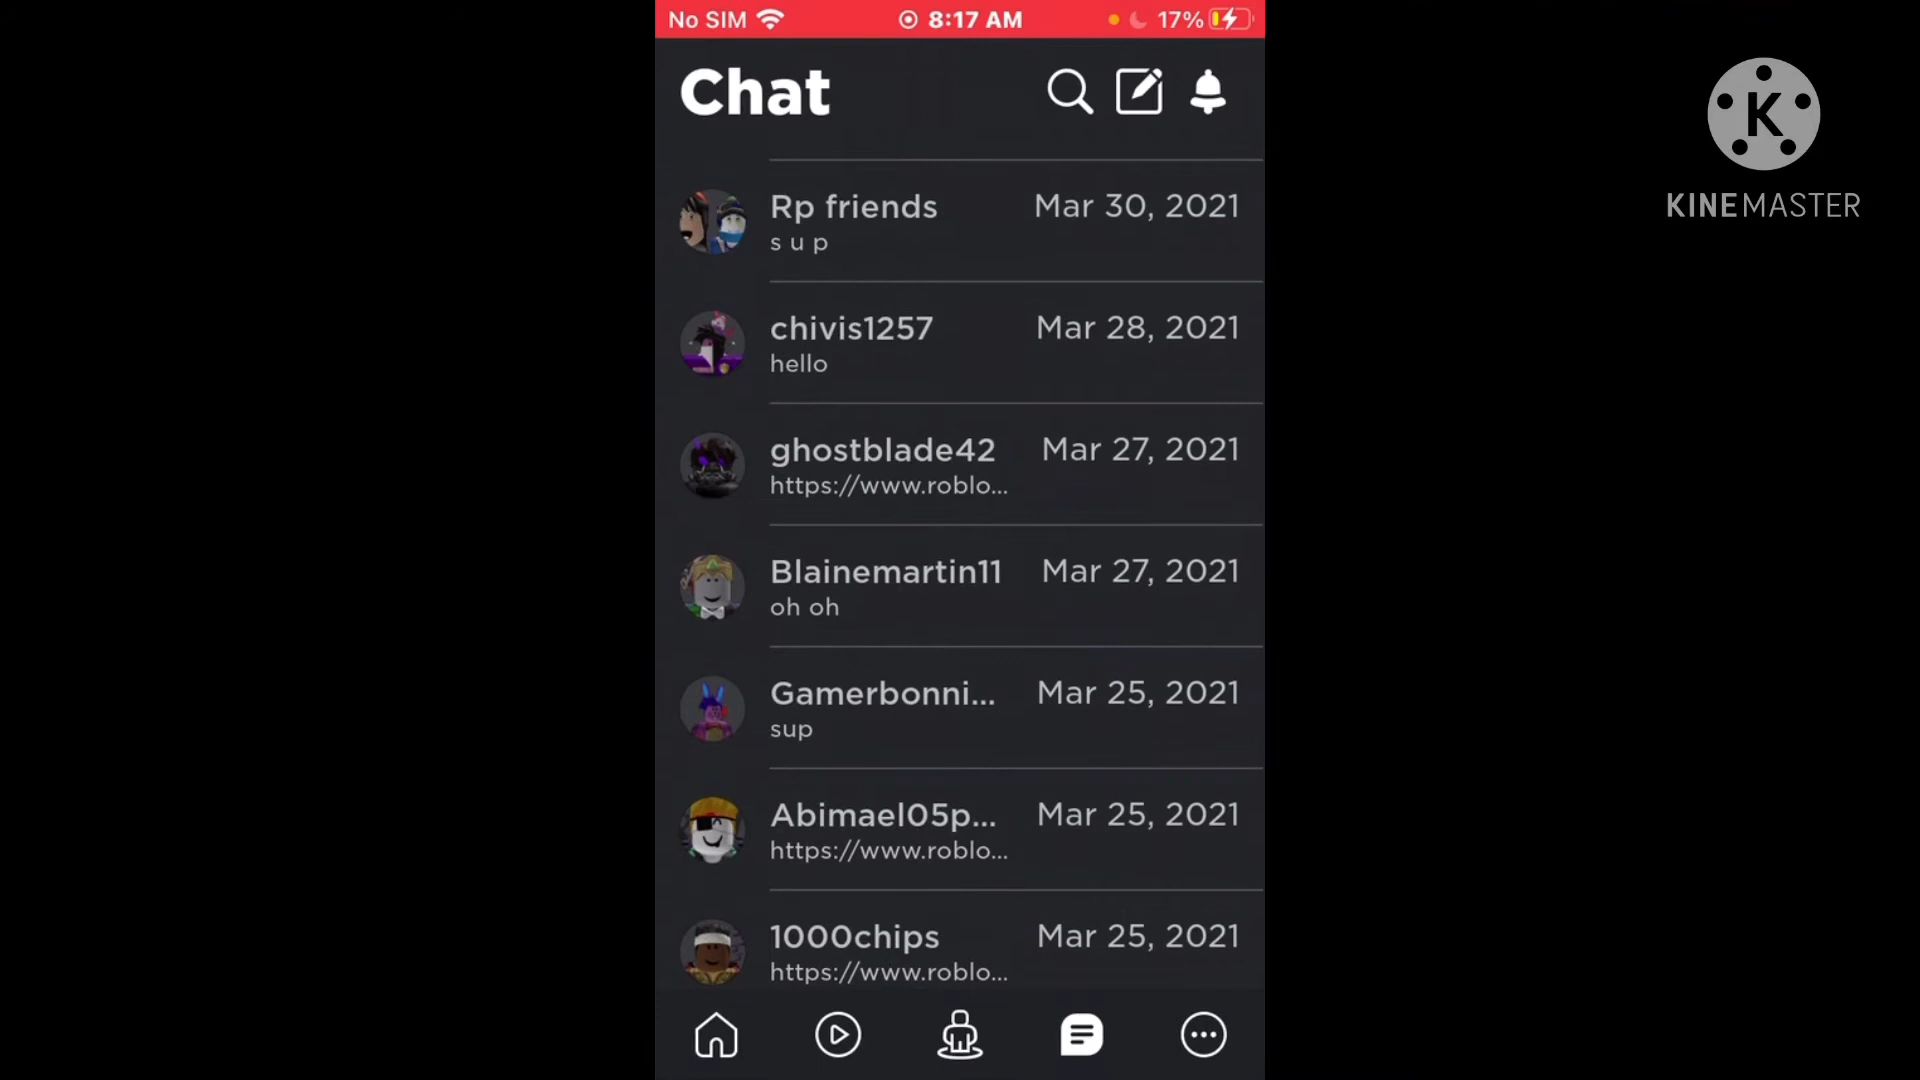 No SIM 8:17 AM 17%
Chat
K
KINEMASTER
Rp friends Mar 30, 2021
s u p
chivis1257 Mar 28, 2021
hello
ghostblade42 Mar 27, 2021
https://www.roblo...
Blainemartin11 Mar 27, 2021
oh oh
Gamerbonni... Mar 25, 2021
sup
Abimael05p... Mar 25, 2021
https://www.roblo...
1000chips Mar 25, 2021
https://www.roblo...